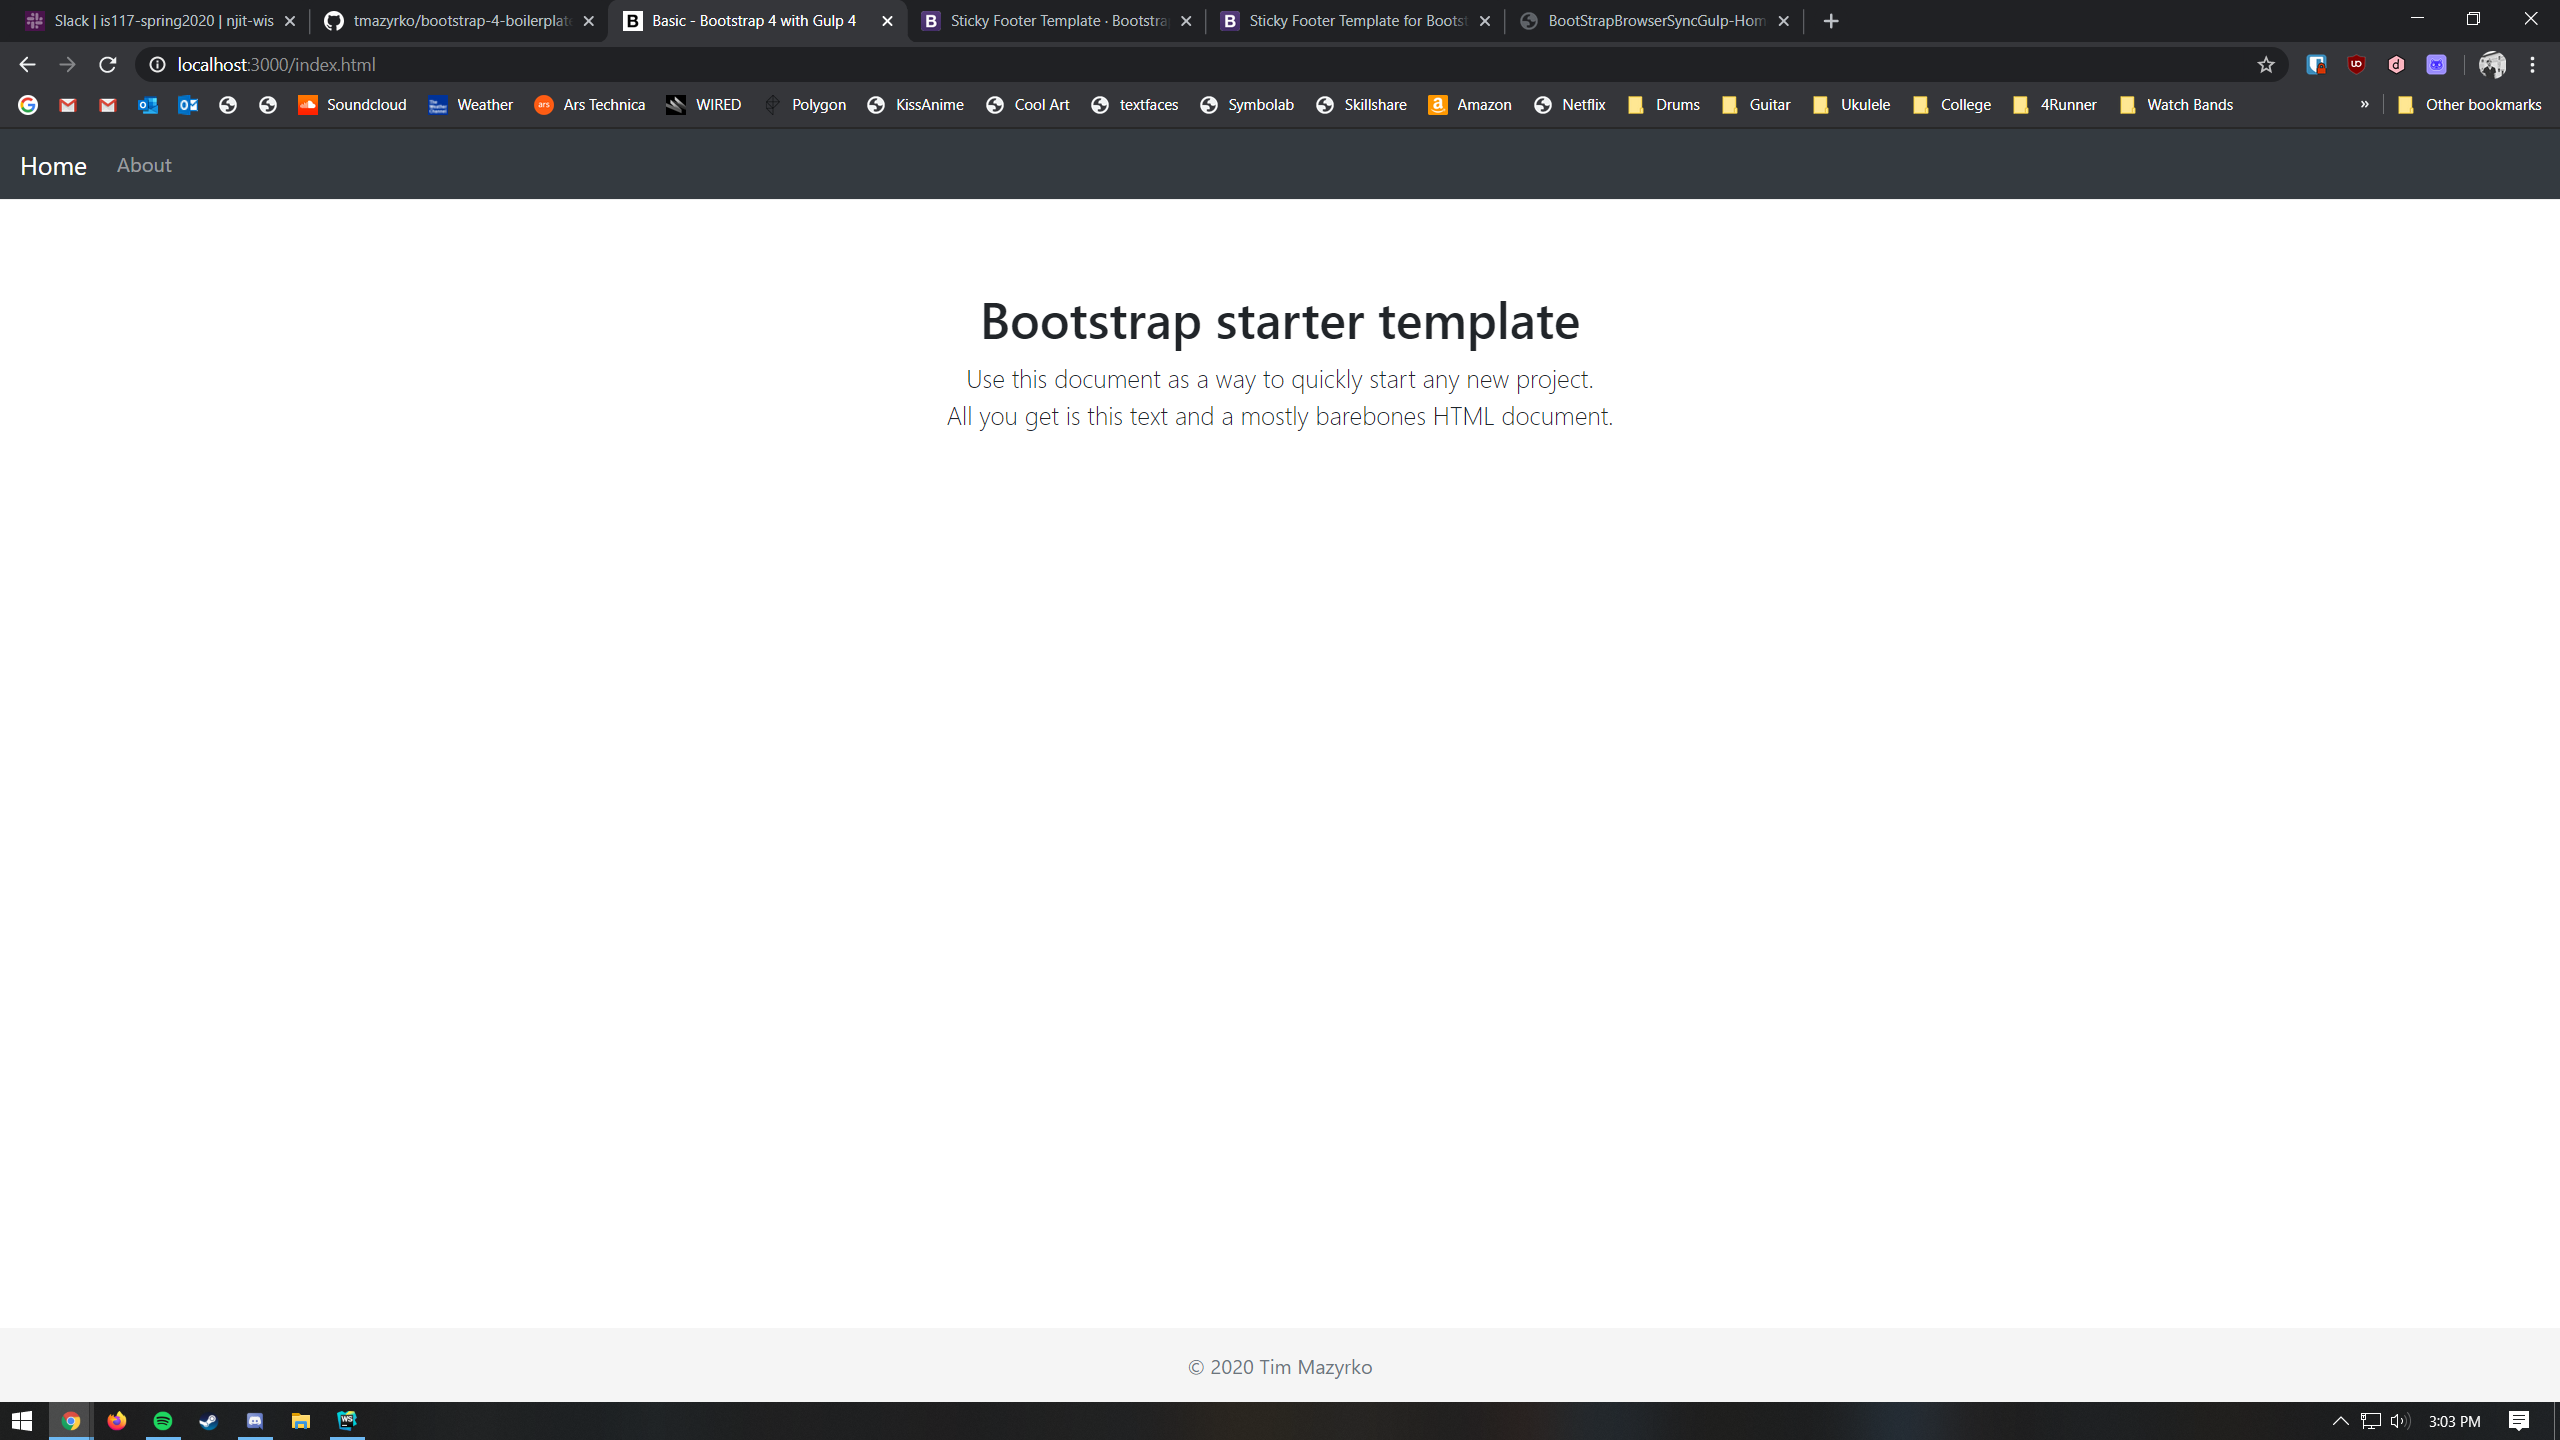 Slack | is117-spring2020 | njit-wis
tmazyrko/bootstrap-4-boilerplate
Basic - Bootstrap 4 with Gulp 4
Sticky Footer Template · Bootstrap
Sticky Footer Template for Bootst
BootStrapBrowserSyncGulp-Hom
localhost:3000/index.html
Soundcloud
Weather
Ars Technica
WIRED
Polygon
KissAnime
Cool Art
textfaces
Symbolab
Skillshare
Amazon
Netflix
Drums
Guitar
Ukulele
College
4Runner
Watch Bands
»
Other bookmarks
Home
About
Bootstrap starter template
Use this document as a way to quickly start any new project.
All you get is this text and a mostly barebones HTML document.
© 2020 Tim Mazyrko
3:03 PM